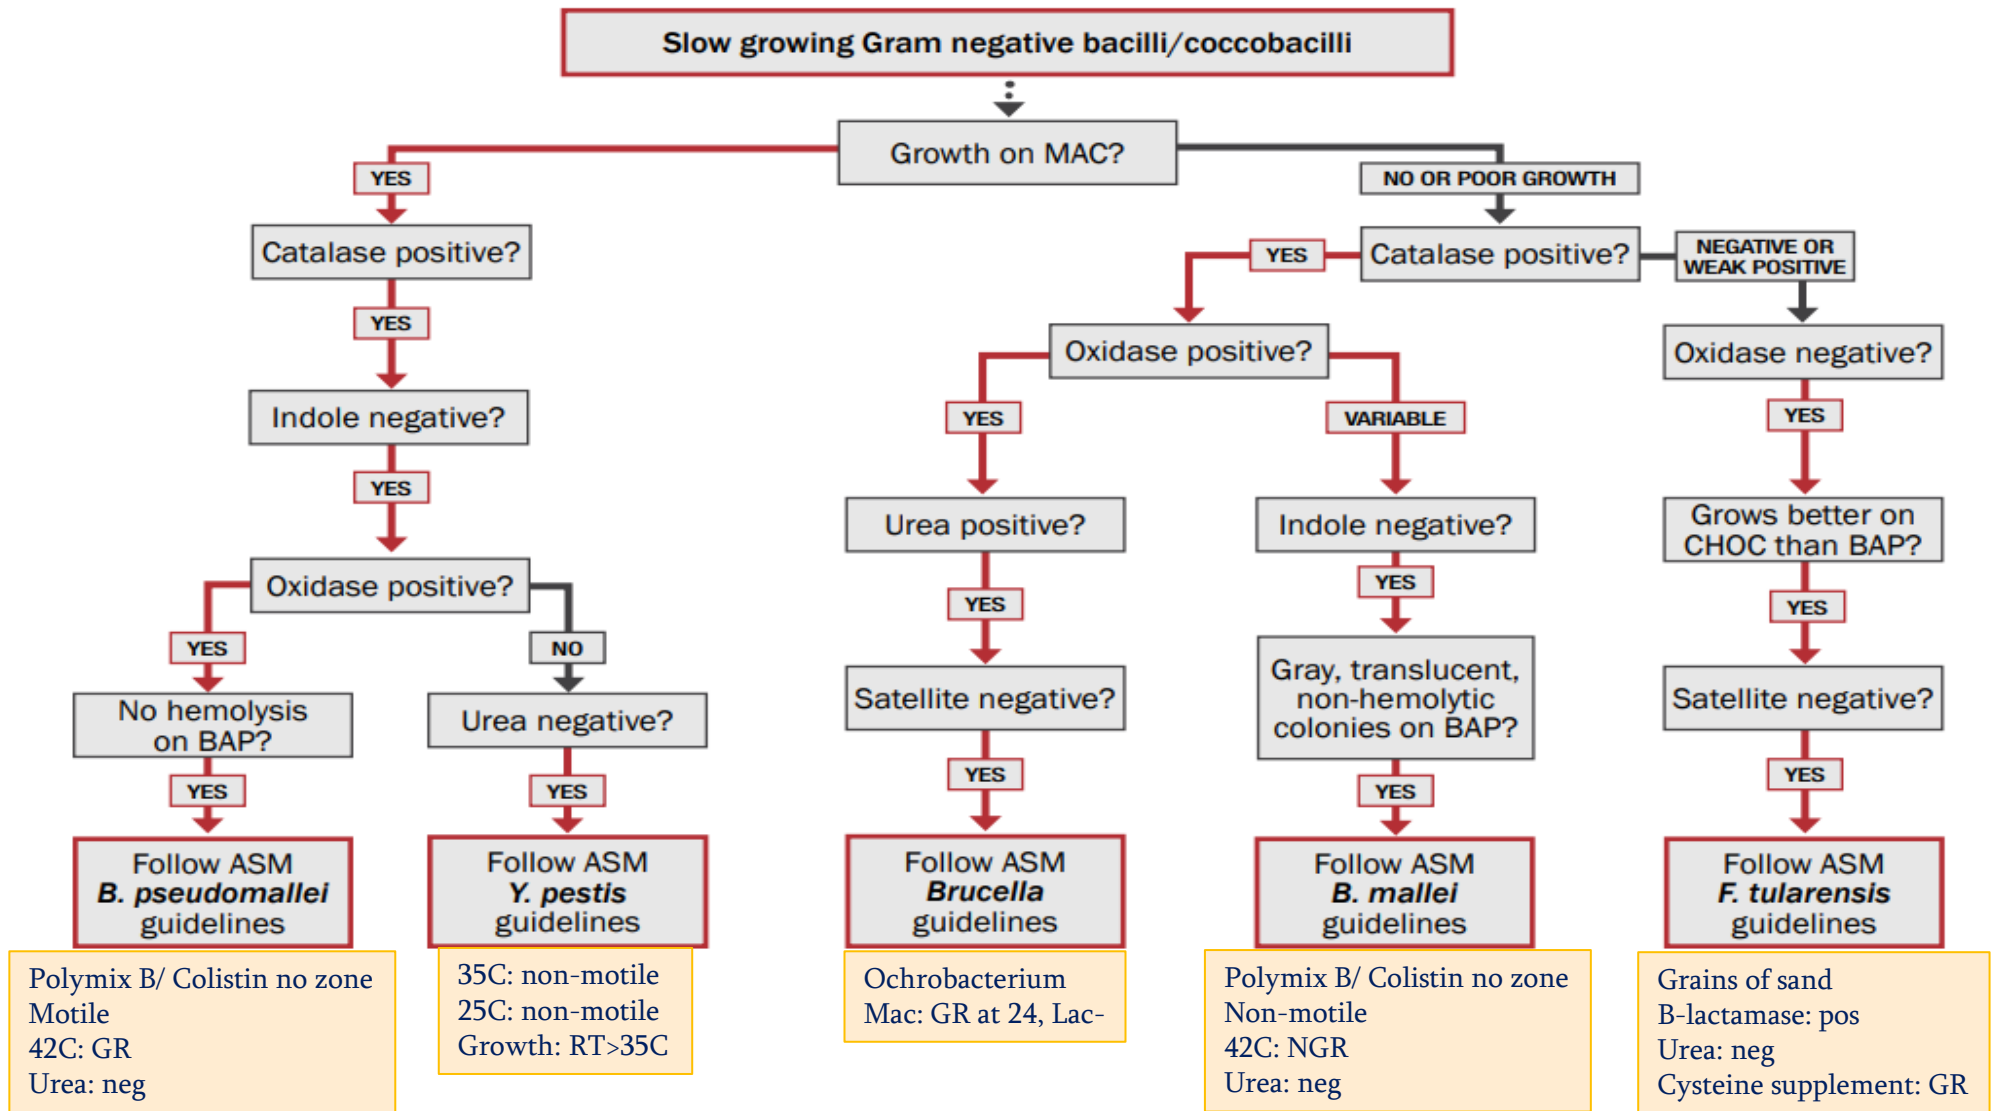 Slow growing Gram negative bacilli/coccobacilli
Growth on MAC?
YES
NO OR POOR GROWTH
Catalase positive?
YES
Catalase positive?
NEGATIVE OR
WEAK POSITIVE
YES
Oxidase positive?
Oxidase negative?
Indole negative?
YES
VARIABLE
YES
YES
Urea positive?
Indole negative?
Grows better on
CHOC than BAP?
Oxidase positive?
YES
YES
YES
YES
NO
Gray, translucent,
non-hemolytic
colonies on BAP?
Satellite negative?
Satellite negative?
No hemolysis
on BAP?
Urea negative?
YES
YES
YES
YES
YES
Follow ASM
B. pseudomallei
guidelines
Follow ASM
Y. pestis
guidelines
Follow ASM
Brucella
guidelines
Follow ASM
B. mallei
guidelines
Follow ASM
F. tularensis
guidelines
Polymix B/ Colistin no zone
Motile
42C: GR
Urea: neg
35C: non-motile
25C: non-motile
Growth: RT>35C
Ochrobacterium
Mac: GR at 24, Lac-
Polymix B/ Colistin no zone
Non-motile
42C: NGR
Urea: neg
Grains of sand
B-lactamase: pos
Urea: neg
Cysteine supplement: GR